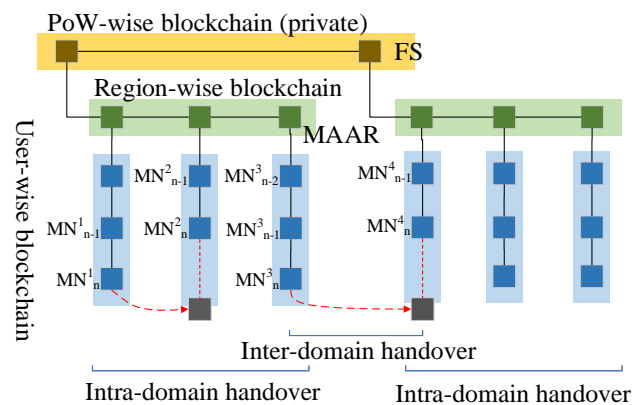 PoW-wise blockchain (private)
FS
Region-wise blockchain
MAAR
User-wise blockchain
MN²ₙ₋₁
MN³ₙ₋₂
MN⁴ₙ₋₁
MN¹ₙ₋₁
MN²ₙ
MN³ₙ₋₁
MN⁴ₙ
MN¹ₙ
MN³ₙ
Inter-domain handover
Intra-domain handover
Intra-domain handover